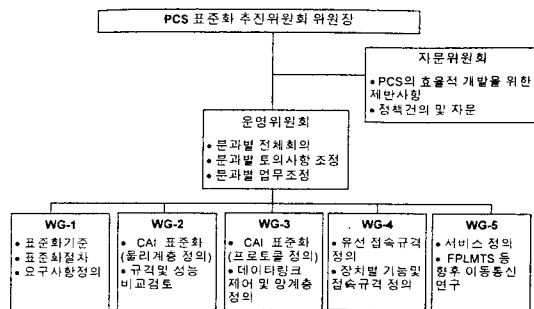 PCS 표준화 추진위원회 위원장
자문위원회
• PCS의 효율적 개발을 위한
제반사항
• 정책건의 및 자문
운영위원회
• 분과별 전체회의
• 분과별 토의사항 조정
• 분과별 업무조정
WG-1
• 표준화기준
• 표준화절차
• 요구사항정의
WG-2
• CAI 표준화
(물리계층 정의)
• 규격및 성능
비교검토
WG-3
• CAI 표준화
(프로토콜 정의)
• 데이타링크
제어 및 망계층
정의
WG-4
• 유선 접속규격
정의
• 장치별 기능및
접속규격 정의
WG-5
• 서비스 정의
• FPLMTS 등
향후 이동통신
연구